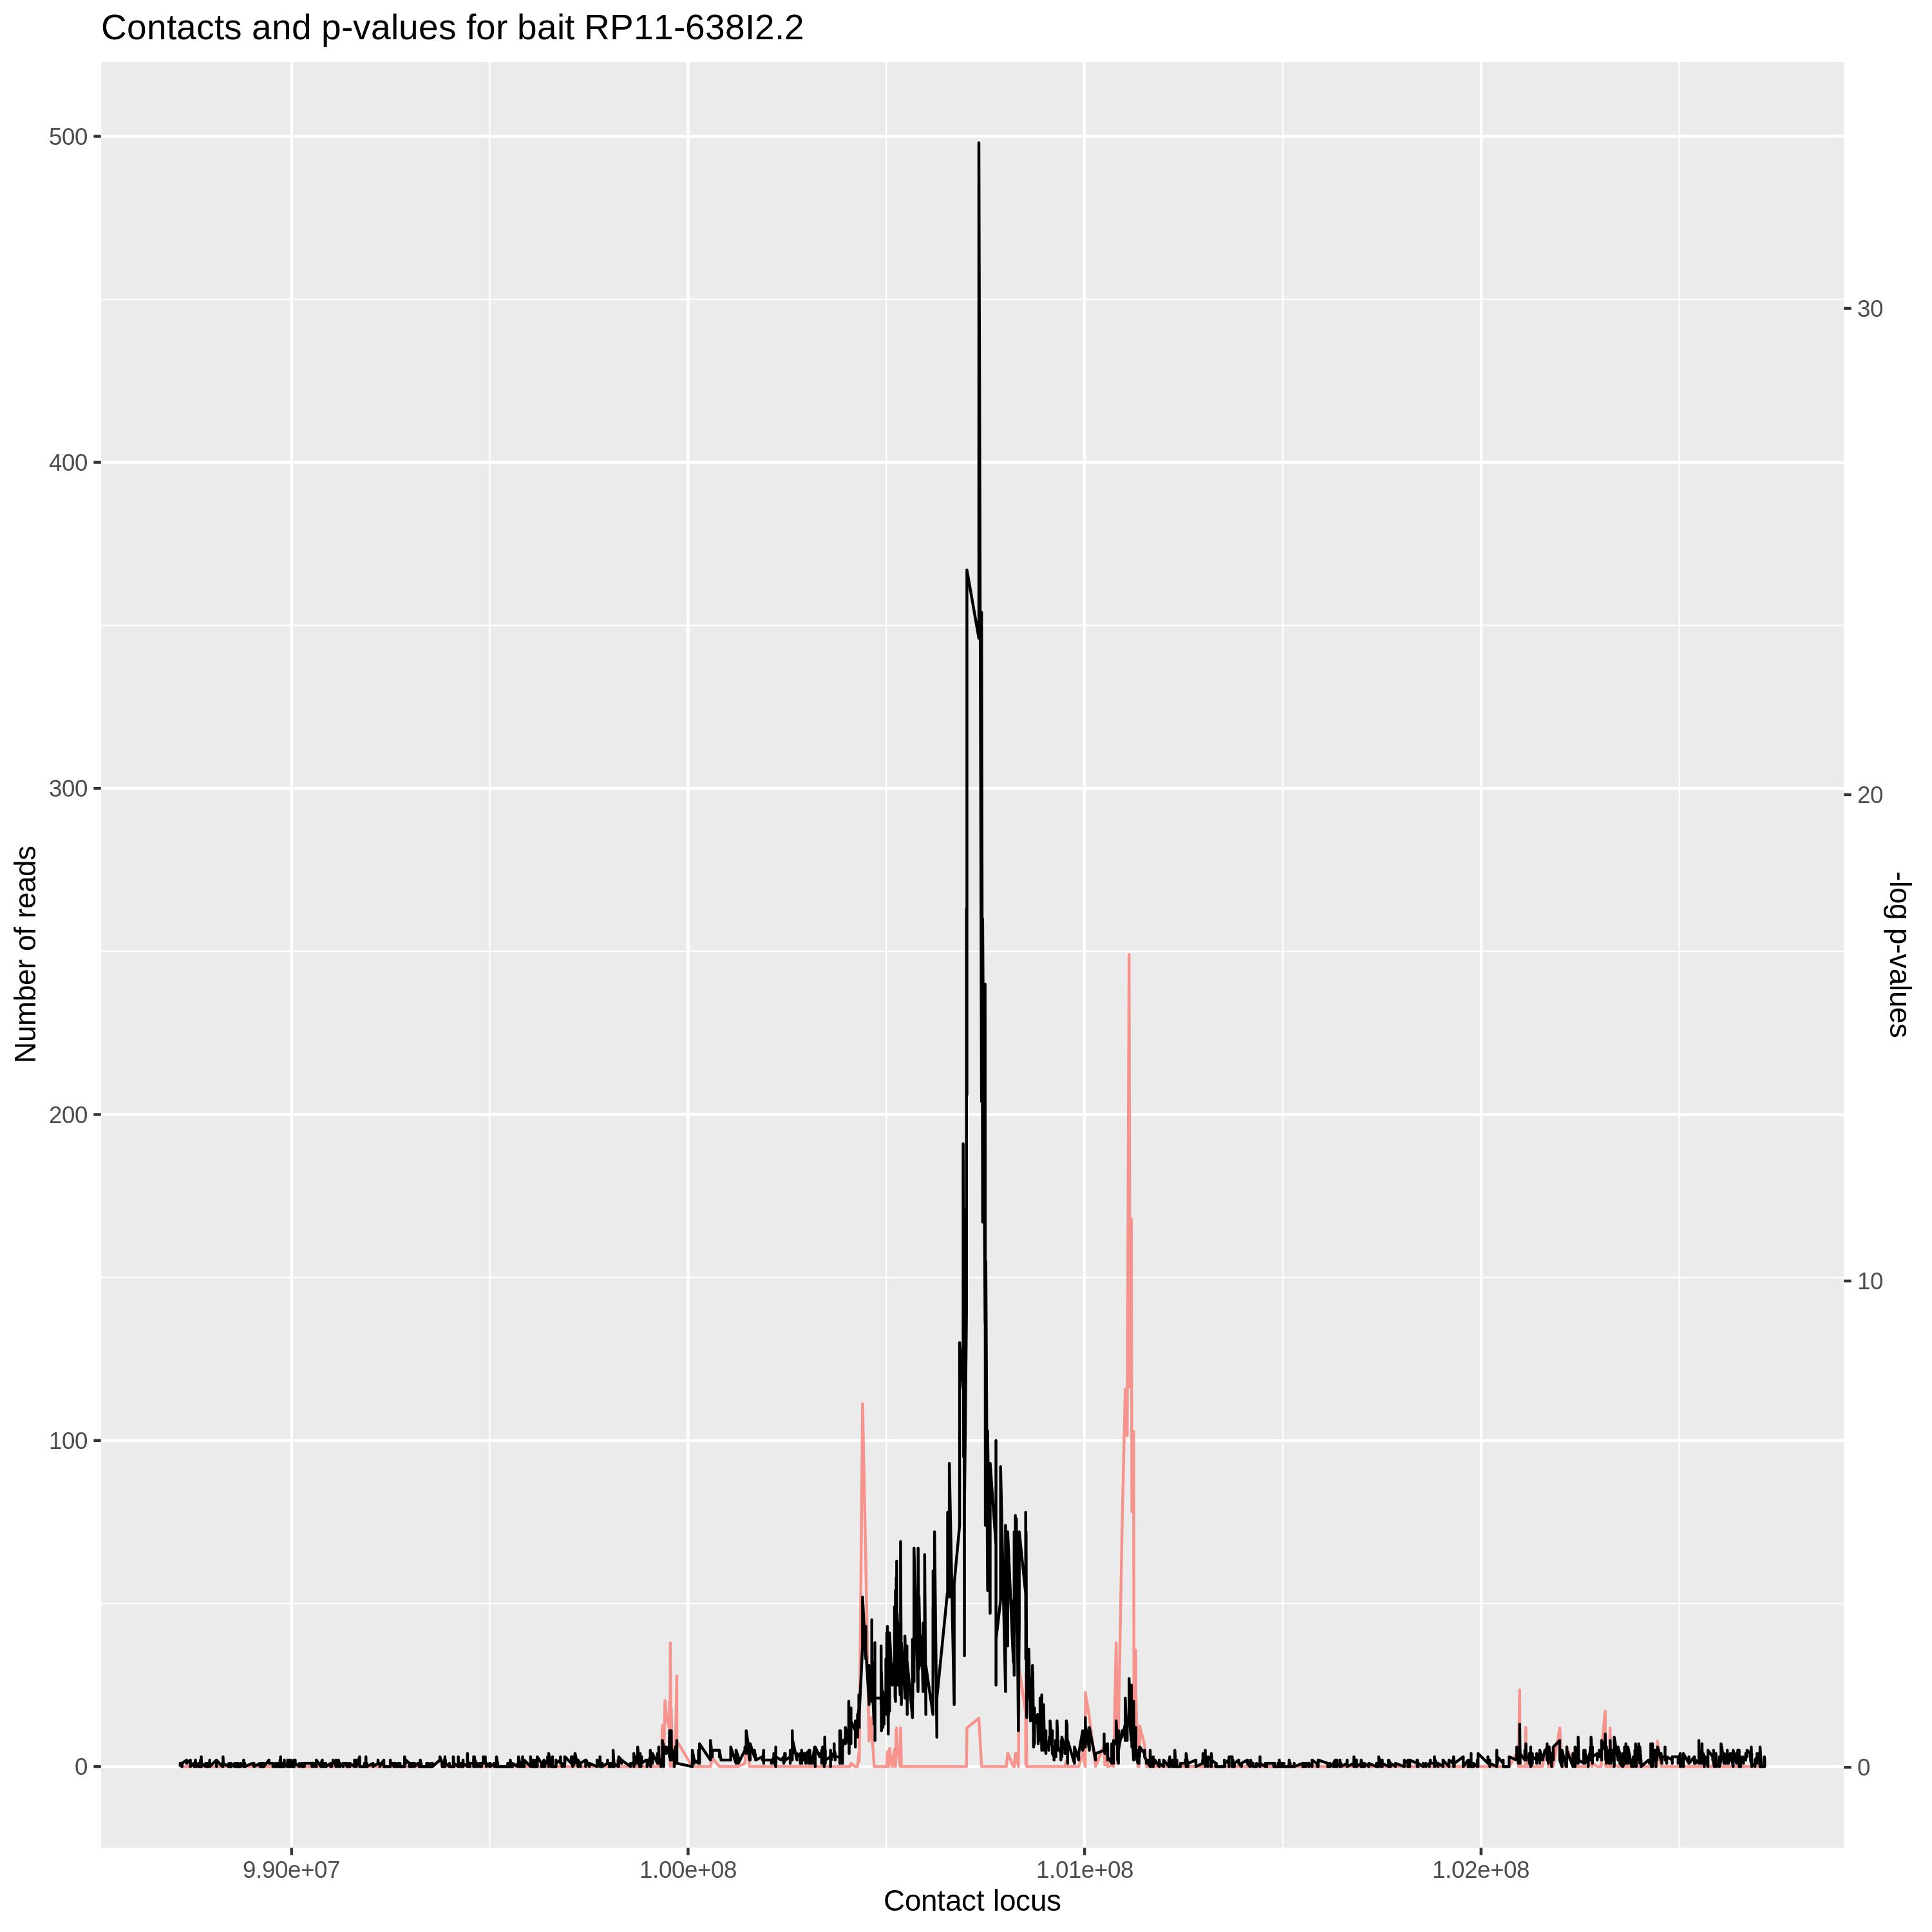 Contacts and p-values for bait RP11-638I2.2
500
400
300
200
100
0
Number of reads
30
20
10
0
-log p-values
9.90e+07
1.00e+08
1.01e+08
1.02e+08
Contact locus